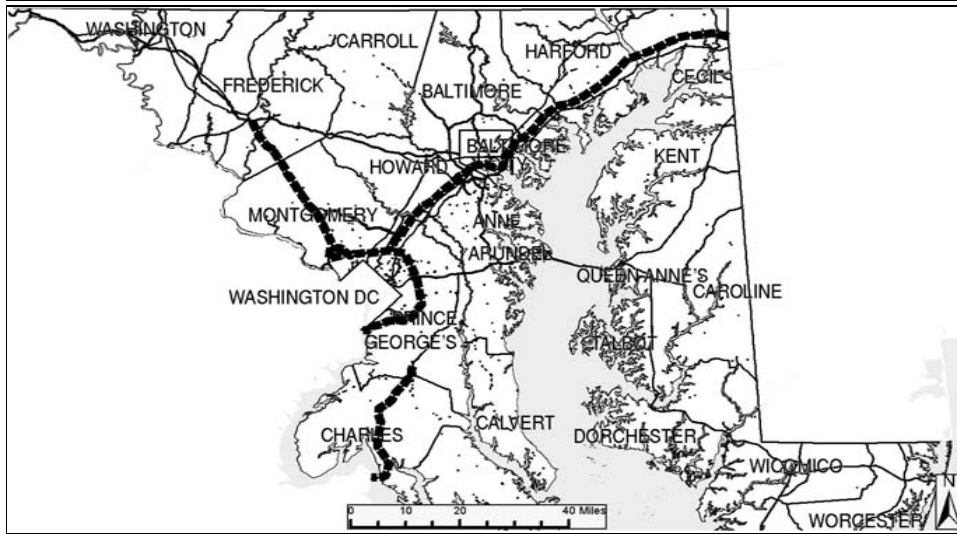 WASHINGTON
CARROLL
HARFORD
CECIL
FREDERICK
BALTIMORE
BALTIMORE
CITY
KENT
HOWARD
MONTGOMERY
ANNE
ARUNDEL
QUEEN ANNE'S
WASHINGTON DC
CAROLINE
PRINCE
GEORGE'S
TALBOT
CALVERT
CHARLES
DORCHESTER
WICOMICO
N
0 10 20 40 Miles
WORCESTER